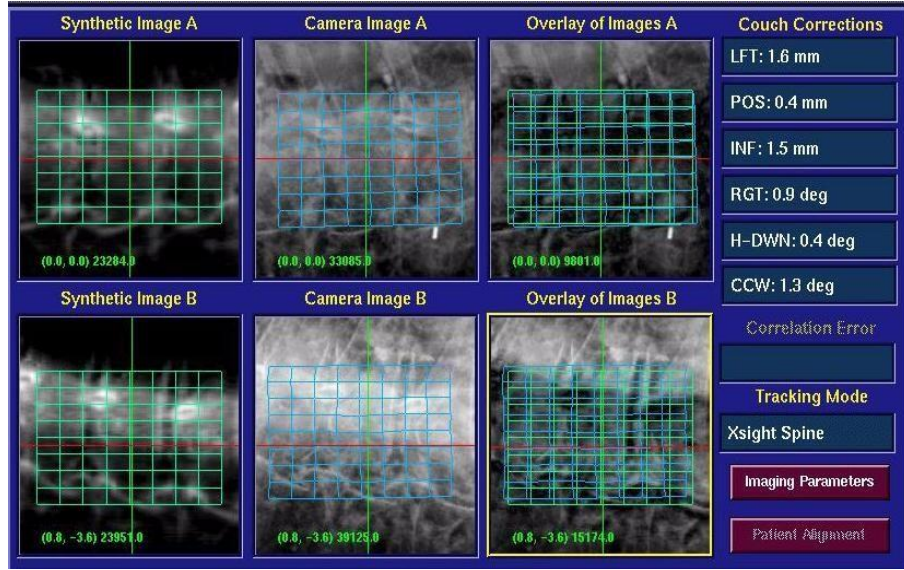 Synthetic Image A
Camera Image A
Overlay of Images A
Couch Corrections
LFT: 1.6 mm
POS: 0.4 mm
INF: 1.5 mm
RGT: 0.9 deg
H-DWN: 0.4 deg
CCW: 1.3 deg
(0.0, 0.0) 23284.0
(0.0, 0.0) 33085.0
(0.0, 0.0) 9801.0
Synthetic Image B
Camera Image B
Overlay of Images B
Correlation Error
Tracking Mode
Xsight Spine
Imaging Parameters
Patient Alignment
(0.8, -3.6) 23951.0
(0.8, -3.6) 39125.0
(0.8, -3.6) 15174.0